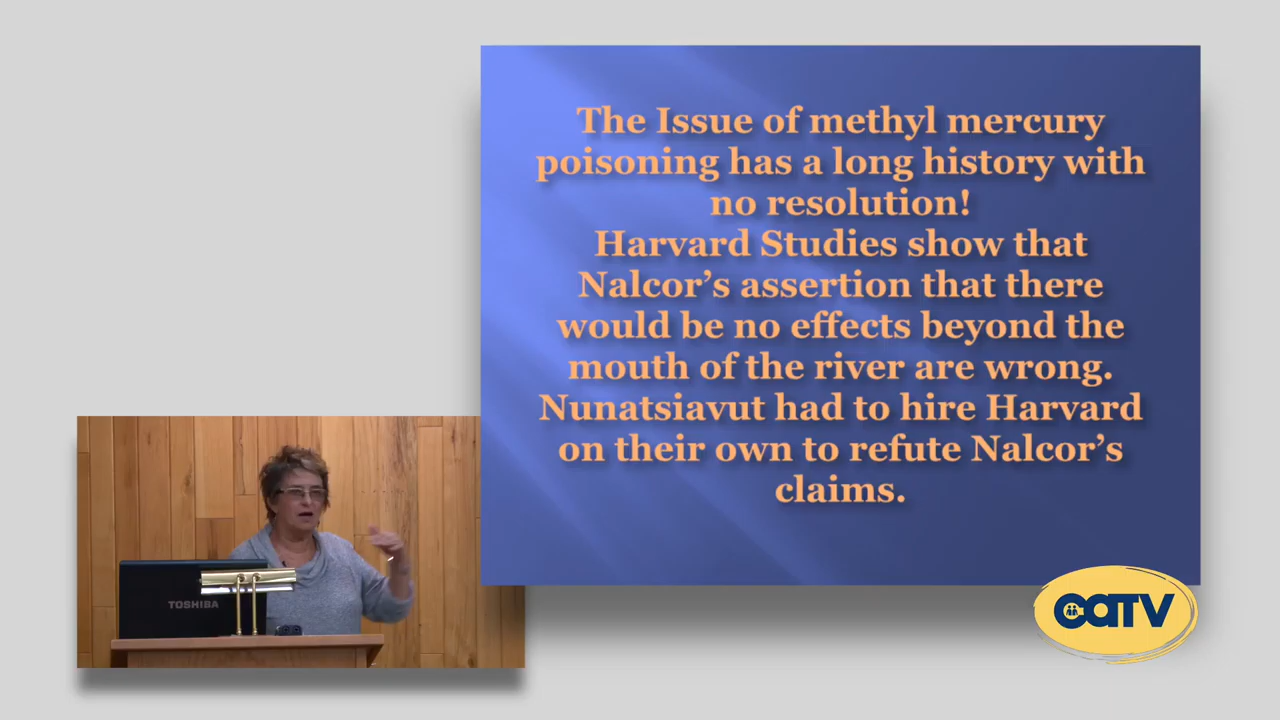 The Issue of methyl mercury
poisoning has a long history with
no resolution!
Harvard Studies show that
Nalcor’s assertion that there
would be no effects beyond the
mouth of the river are wrong.
Nunatsiavut had to hire Harvard
on their own to refute Nalcor’s
claims.
TOSHIBA
CATV